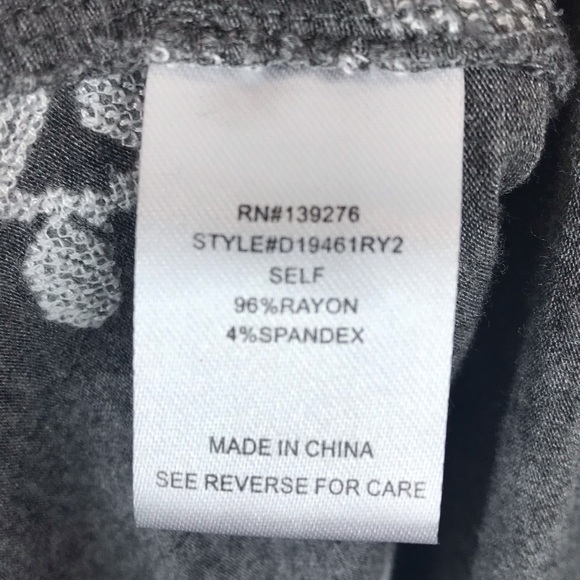 RN#139276
STYLE#D19461RY2
SELF
96%RAYON
4%SPANDEX
MADE IN CHINA
SEE REVERSE FOR CARE